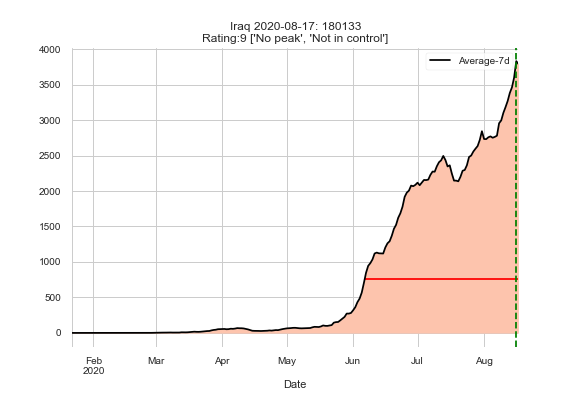 Iraq 2020-08-17: 180133
Rating:9 ['No peak', 'Not in control']
Average-7d
4000
3500
3000
2500
2000
1500
1000
500
0
Feb Mar Apr May Jun Jul Aug
2020
Date